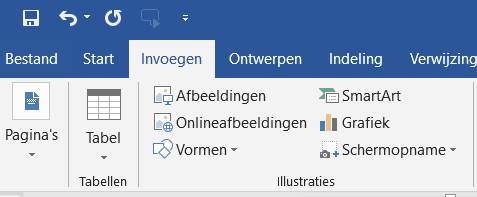 Bestand Start Invoegen Ontwerpen Indeling Verwijzing
Afbeeldingen SmartArt
Onlineafbeeldingen Grafiek
Pagina's Tabel Vormen Schermopname
Tabellen Illustraties